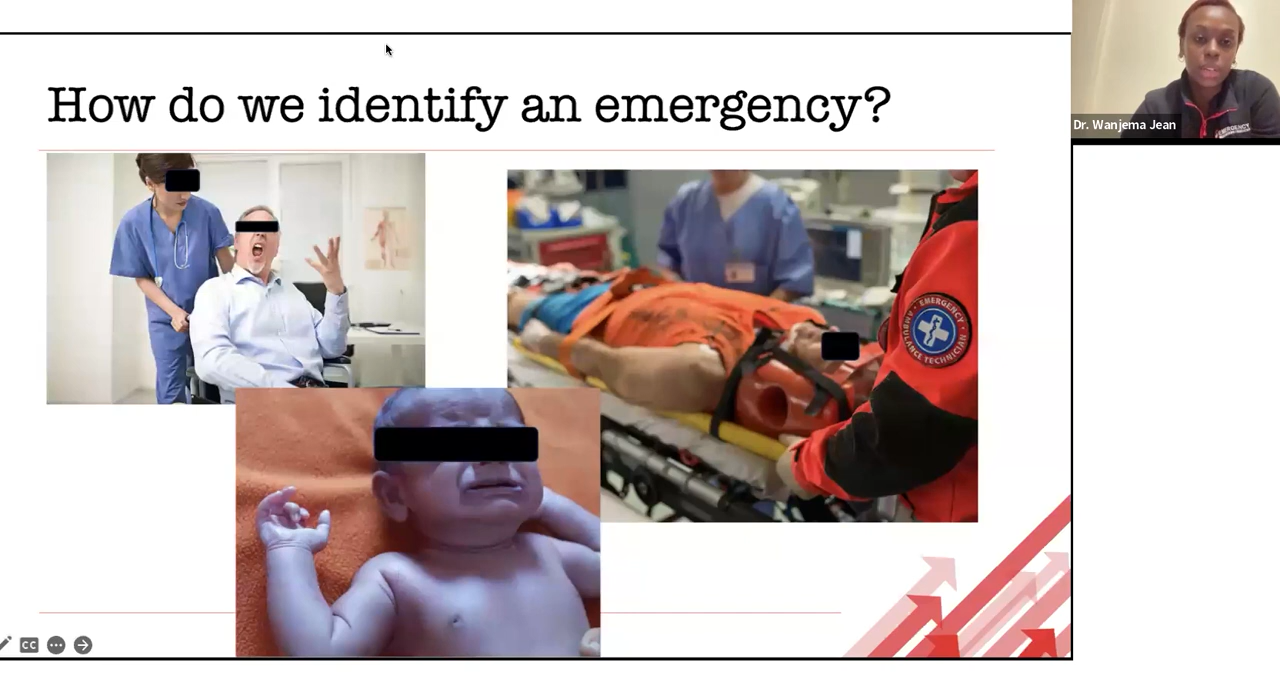 How do we identify an emergency?
EMERGENCY
AMBULANCE TECHNICIAN
Dr. Wanjema Jean
CC